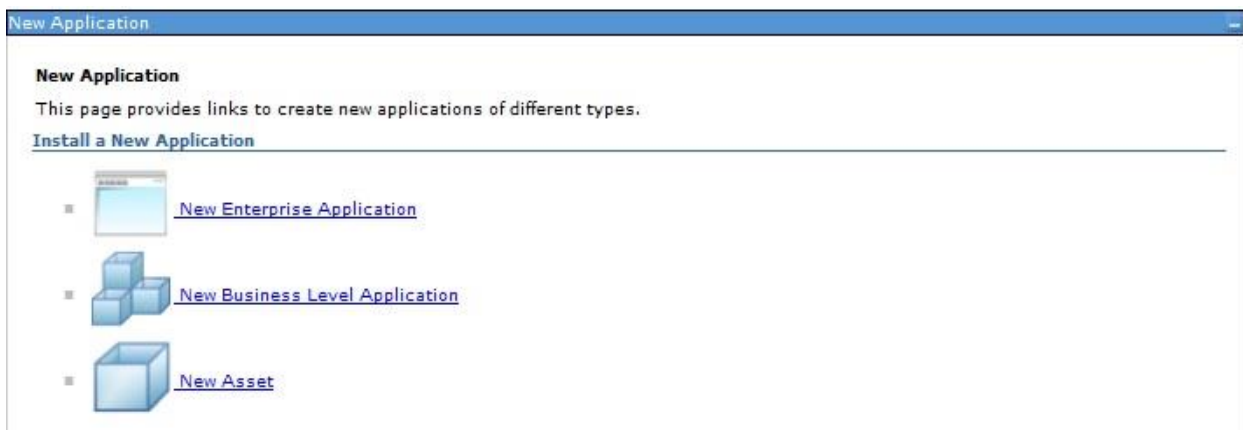 New Application
New Application
This page provides links to create new applications of different types.
Install a New Application
New Enterprise Application
New Business Level Application
New Asset